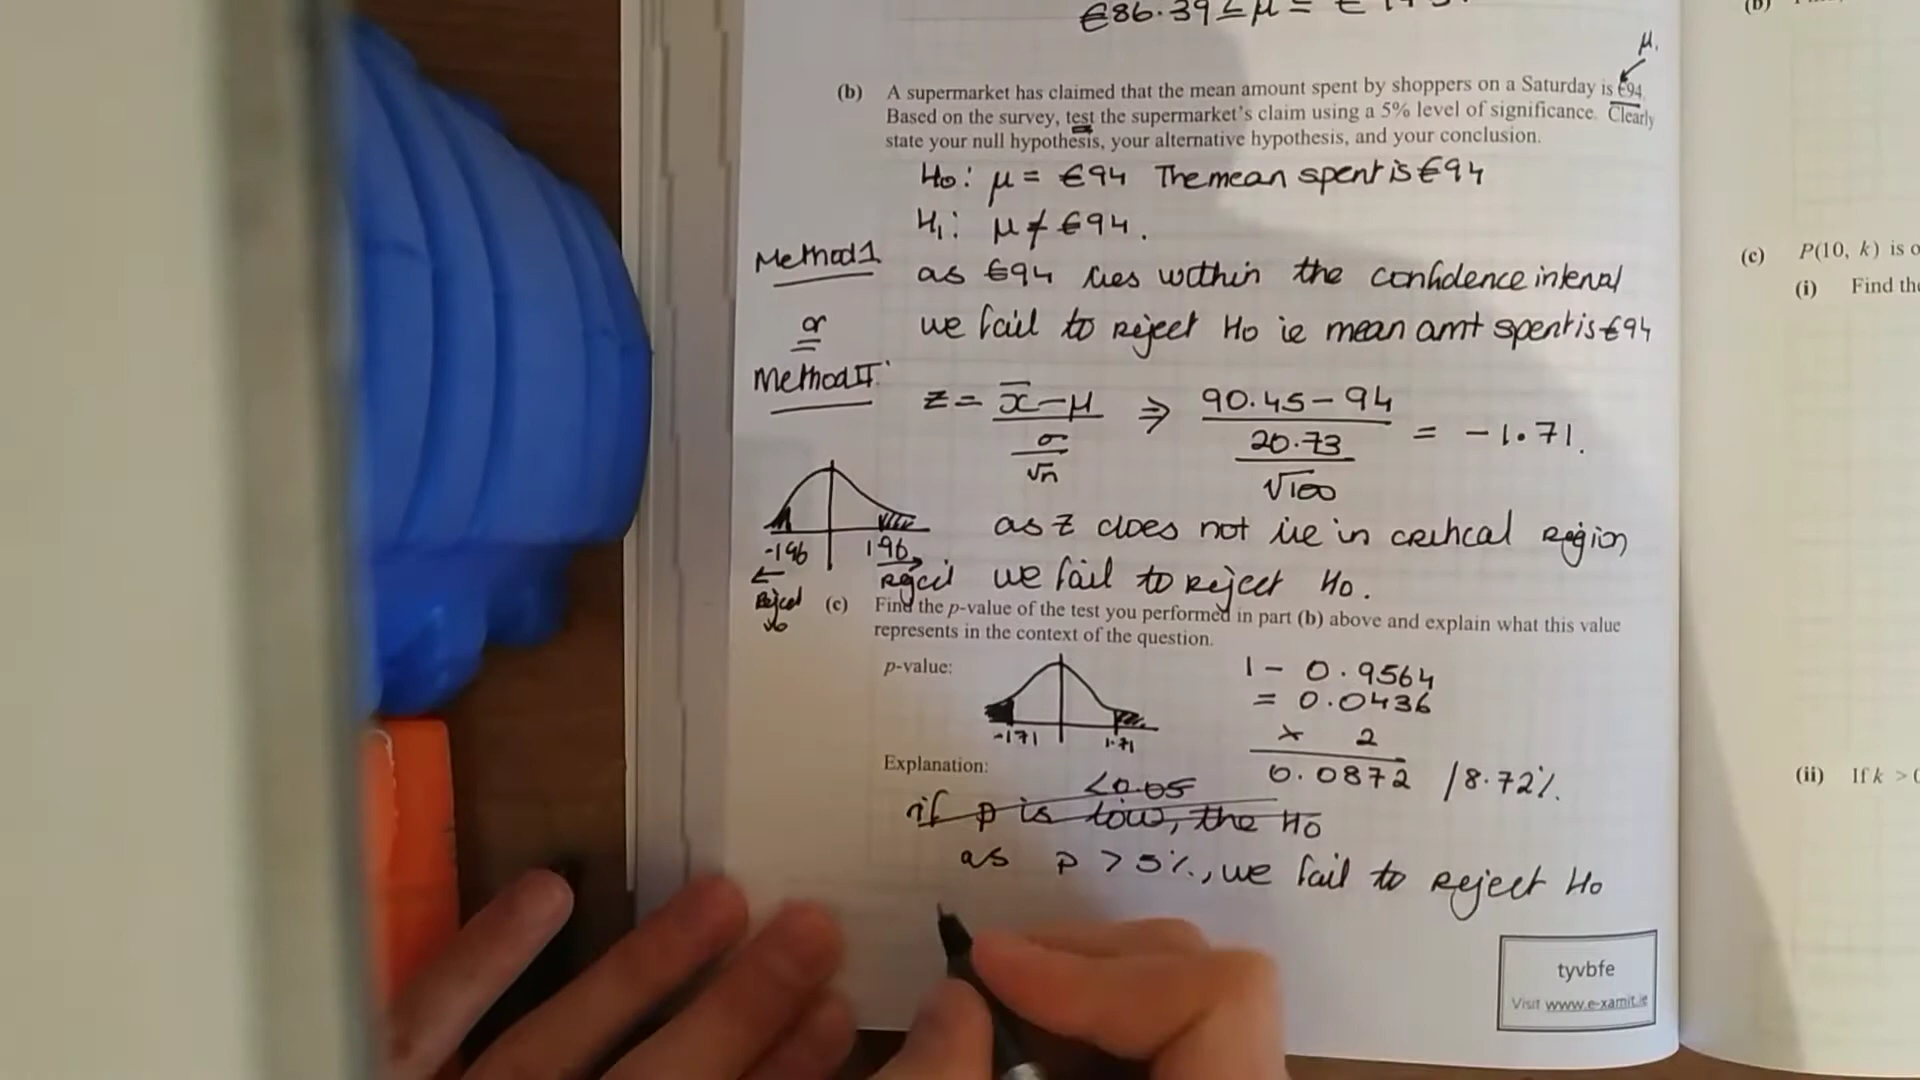 €86.39 ≤ μ =
μ.
(b) A supermarket has claimed that the mean amount spent by shoppers on a Saturday is €94.
Based on the survey, test the supermarket's claim using a 5% level of significance. Clearly
state your null hypothesis, your alternative hypothesis, and your conclusion.
Ho: μ = €94 The mean spent is €94
H1: μ ≠ €94.
Method 1
as €94 lies within the confidence interval
or
we fail to reject Ho ie mean amt spent is €94
Method II
z = x̄-μ / σ/√n ⇒ 90.45-94 / 20.73/√100 = -1.71.
-1.96 1.96
Reject Reject
Ho
as z does not lie in critical region
we fail to reject Ho.
(c) Find the p-value of the test you performed in part (b) above and explain what this value
represents in the context of the question.
p-value:
-1.71 1.71
1 - 0.9564
= 0.0436
x 2
0.0872 / 8.72%.
Explanation:
<0.05
if p is low, the Ho
as p > 5%, we fail to reject Ho
tyvbfe
Visit www.e-xamit.ie
(c) P(10, k) is
(i) Find the
(ii) If k >